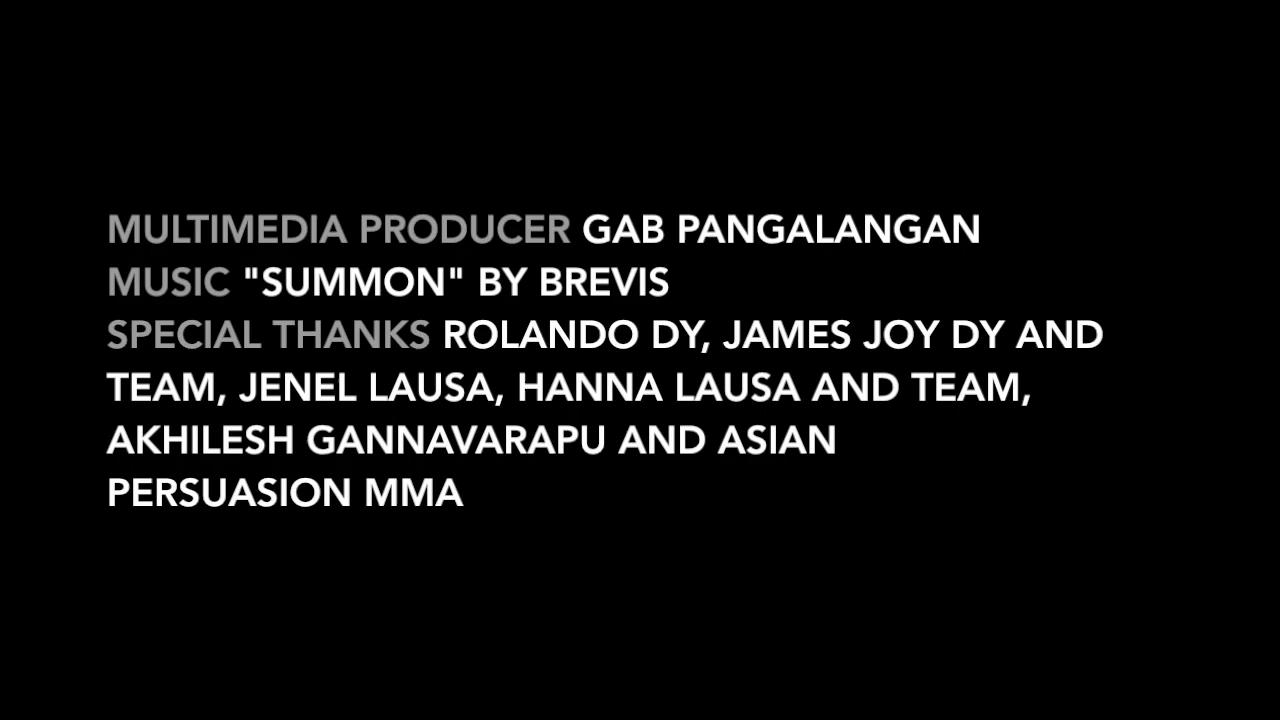 MULTIMEDIA PRODUCER GAB PANGALANGAN
MUSIC "SUMMON" BY BREVIS
SPECIAL THANKS ROLANDO DY, JAMES JOY DY AND
TEAM, JENEL LAUSA, HANNA LAUSA AND TEAM,
AKHILESH GANNAVARAPU AND ASIAN
PERSUASION MMA